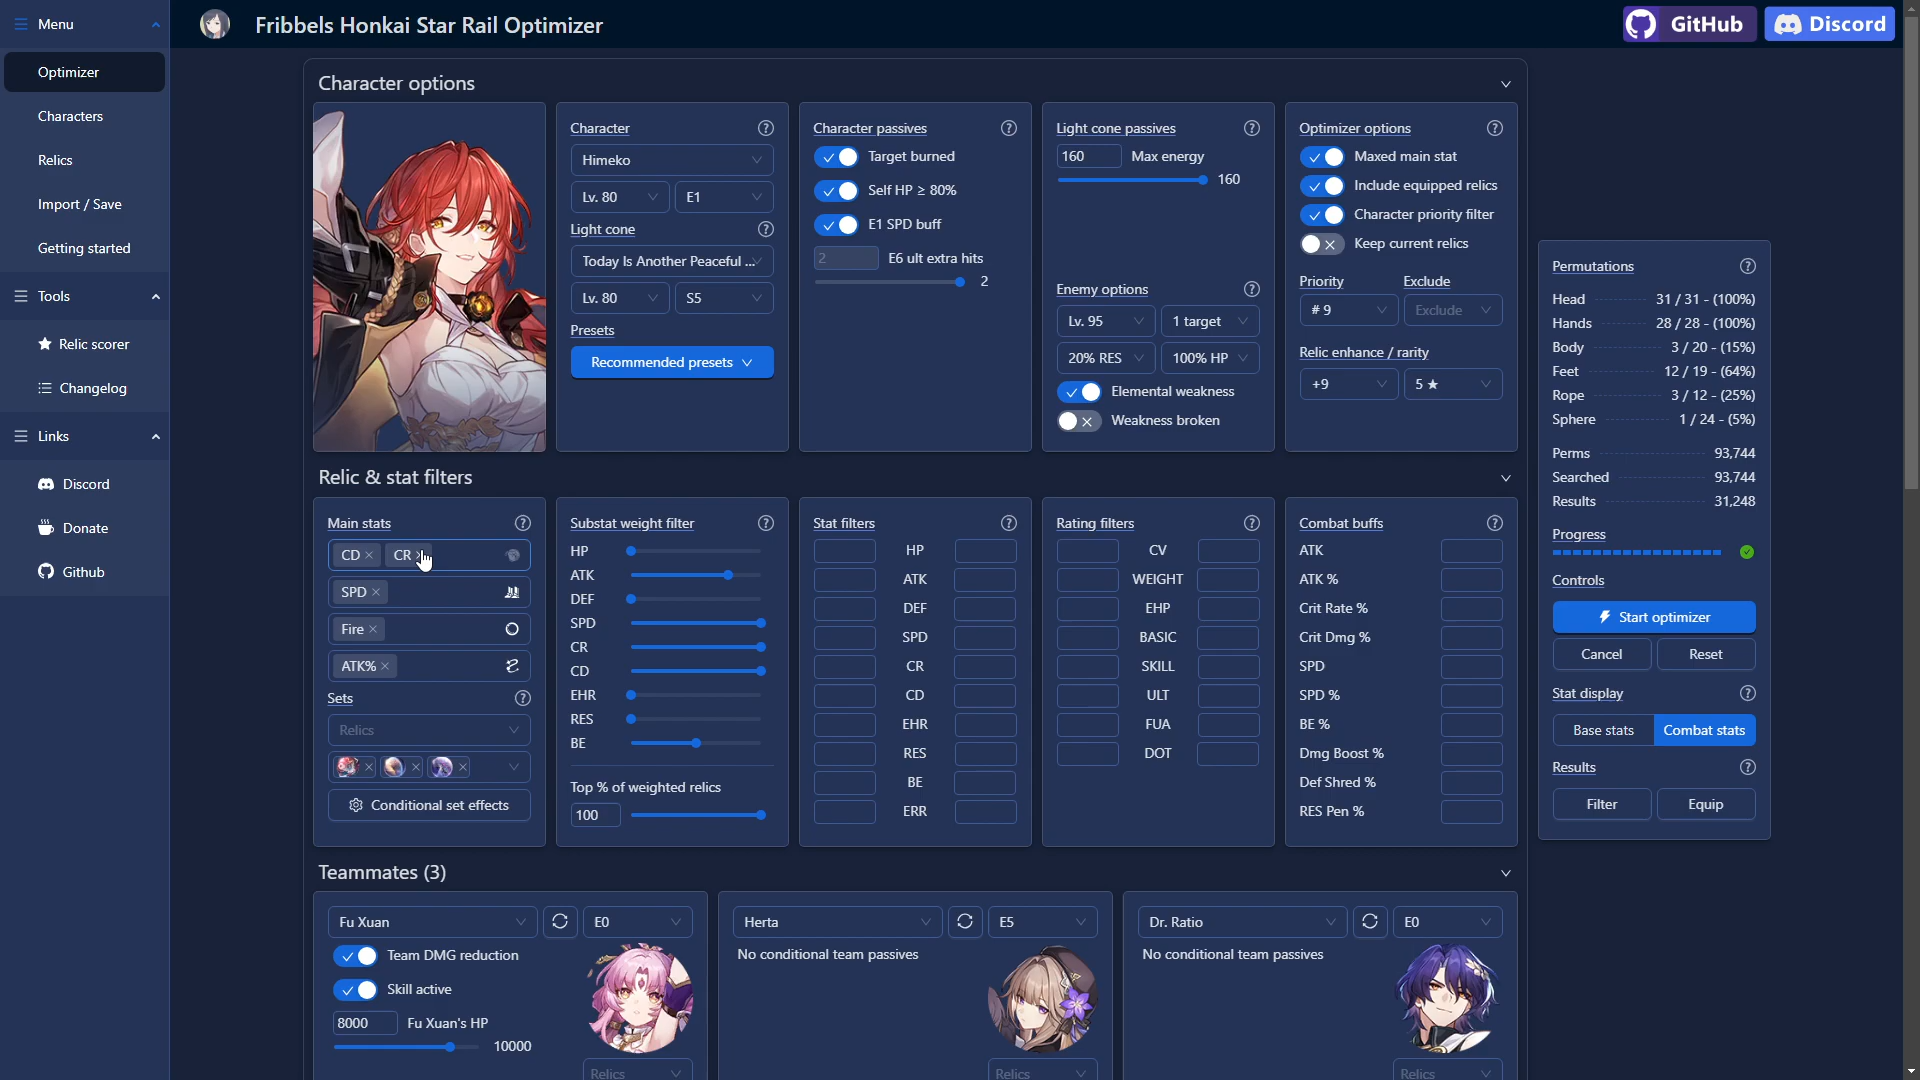 Menu
Optimizer
Characters
Relics
Import / Save
Getting started
Tools
Relic scorer
Changelog
Links
Discord
Donate
Github
Fribbels Honkai Star Rail Optimizer
GitHub
Discord
Character options
Character
Himeko
Lv. 80
E1
Light cone
Today Is Another Peaceful ...
Lv. 80
S5
Presets
Recommended presets
Character passives
Target burned
Self HP ≥ 80%
E1 SPD buff
2
E6 ult extra hits
2
Light cone passives
160
Max energy
160
Enemy options
Lv. 95
1 target
20% RES
100% HP
Elemental weakness
Weakness broken
Optimizer options
Maxed main stat
Include equipped relics
Character priority filter
Keep current relics
Priority
Exclude
# 9
Exclude
Relic enhance / rarity
+9
5 ★
Permutations
Head 31 / 31 - (100%)
Hands 28 / 28 - (100%)
Body 3 / 20 - (15%)
Feet 12 / 19 - (64%)
Rope 3 / 12 - (25%)
Sphere 1 / 24 - (5%)
Perms 93,744
Searched 93,744
Results 31,248
Progress
Controls
Start optimizer
Cancel
Reset
Stat display
Base stats
Combat stats
Results
Filter
Equip
Relic & stat filters
Main stats
CD
CR
SPD
Fire
ATK%
Sets
Relics
Conditional set effects
Substat weight filter
HP
ATK
DEF
SPD
CR
CD
EHR
RES
BE
Top % of weighted relics
100
Stat filters
HP
ATK
DEF
SPD
CR
CD
EHR
RES
BE
ERR
Rating filters
CV
WEIGHT
EHP
BASIC
SKILL
ULT
FUA
DOT
Combat buffs
ATK
ATK %
Crit Rate %
Crit Dmg %
SPD
SPD %
BE %
Dmg Boost %
Def Shred %
RES Pen %
Teammates (3)
Fu Xuan
E0
Team DMG reduction
Skill active
8000
Fu Xuan's HP
10000
Relics
Herta
E5
No conditional team passives
Relics
Dr. Ratio
E0
No conditional team passives
Relics